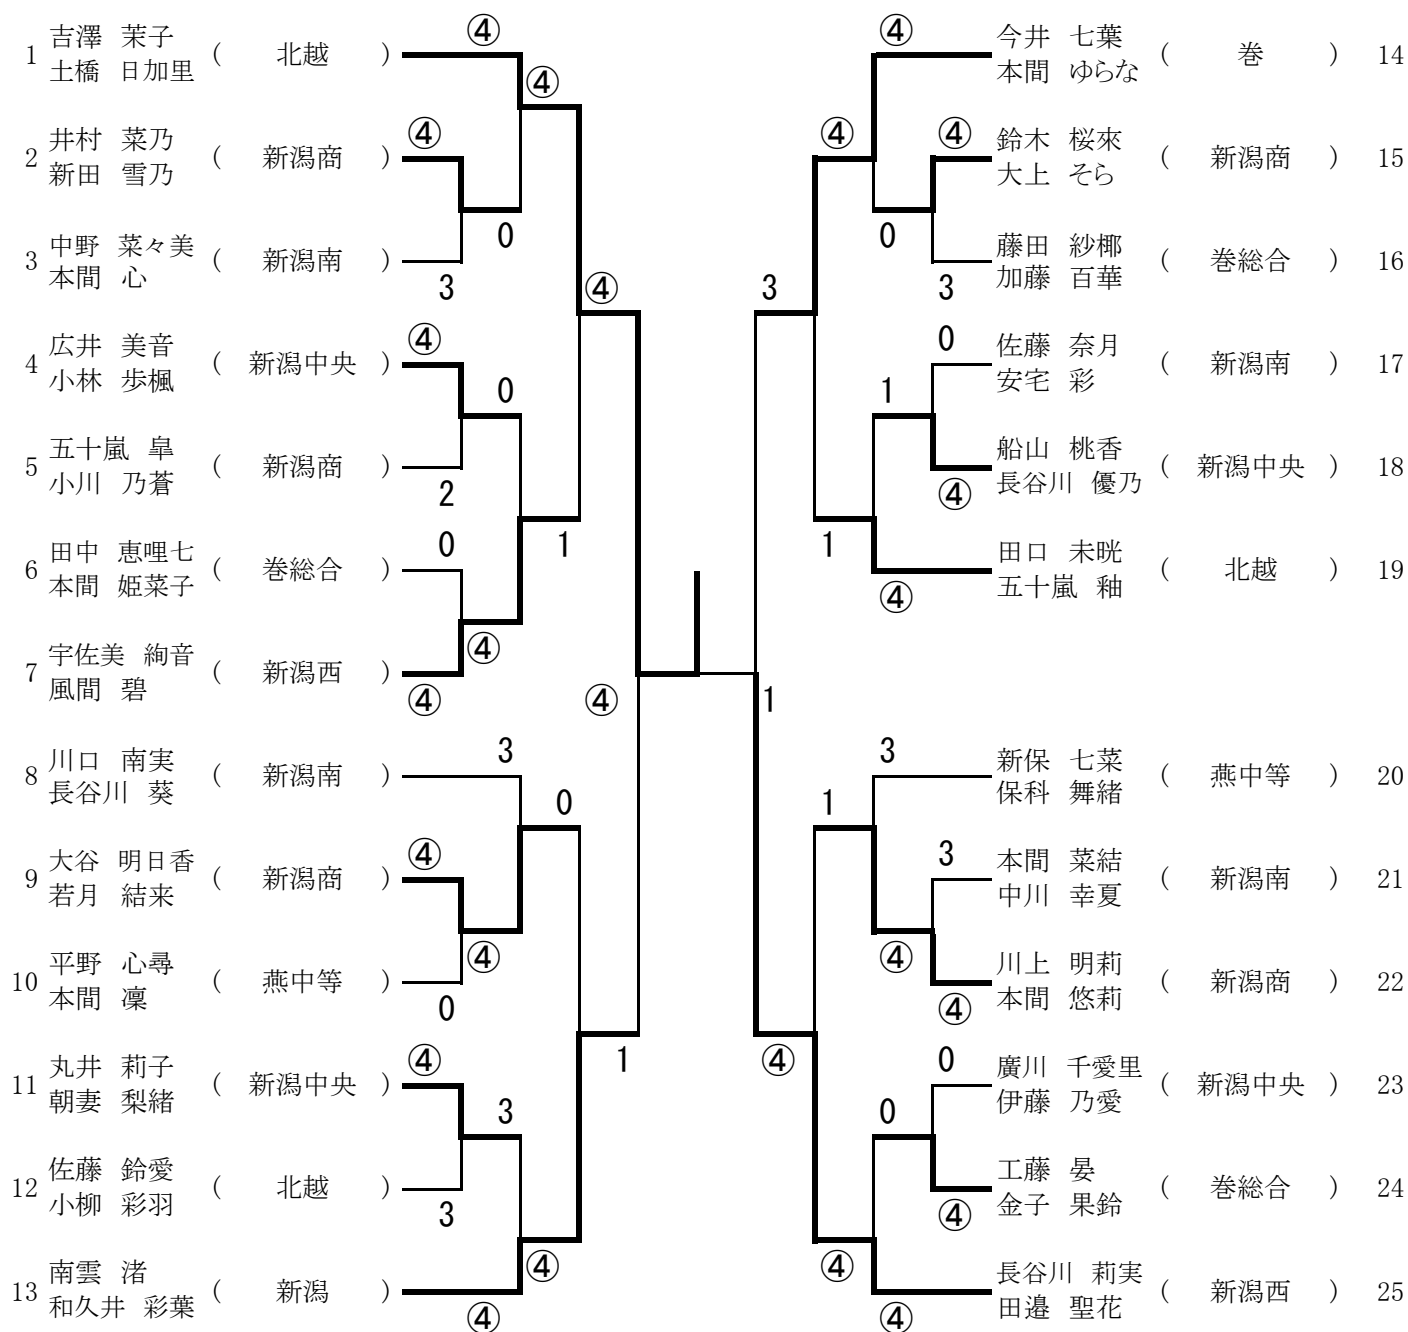 1 吉澤 茉子
土橋 日加里 ( 北越 )
2 井村 菜乃
新田 雪乃 ( 新潟商 )
3 中野 菜々美
本間 心 ( 新潟南 )
4 広井 美音
小林 歩楓 ( 新潟中央 )
5 五十嵐 皐
小川 乃蒼 ( 新潟商 )
6 田中 恵哩七
本間 姫菜子 ( 巻総合 )
7 宇佐美 絢音
風間 碧 ( 新潟西 )
8 川口 南実
長谷川 葵 ( 新潟南 )
9 大谷 明日香
若月 結来 ( 新潟商 )
10 平野 心尋
本間 凜 ( 燕中等 )
11 丸井 莉子
朝妻 梨緒 ( 新潟中央 )
12 佐藤 鈴愛
小柳 彩羽 ( 北越 )
13 南雲 渚
和久井 彩葉 ( 新潟 )
④
④
④
0
3
④
④
0
2
0
1
④
④
④
3
0
④
④
0
1
④
3
3
④
④
④
④
④
0
3
3
0
1
④
1
④
1
3
1
3
④
④
④
0
0
④
④
④
今井 七葉
本間 ゆらな ( 巻 ) 14
鈴木 桜來
大上 そら ( 新潟商 ) 15
藤田 紗椰
加藤 百華 ( 巻総合 ) 16
佐藤 奈月
安宅 彩 ( 新潟南 ) 17
船山 桃香
長谷川 優乃 ( 新潟中央 ) 18
田口 未晄
五十嵐 釉 ( 北越 ) 19
新保 七菜
保科 舞緒 ( 燕中等 ) 20
本間 菜結
中川 幸夏 ( 新潟南 ) 21
川上 明莉
本間 悠莉 ( 新潟商 ) 22
廣川 千愛里
伊藤 乃愛 ( 新潟中央 ) 23
工藤 晏
金子 果鈴 ( 巻総合 ) 24
長谷川 莉実
田邉 聖花 ( 新潟西 ) 25